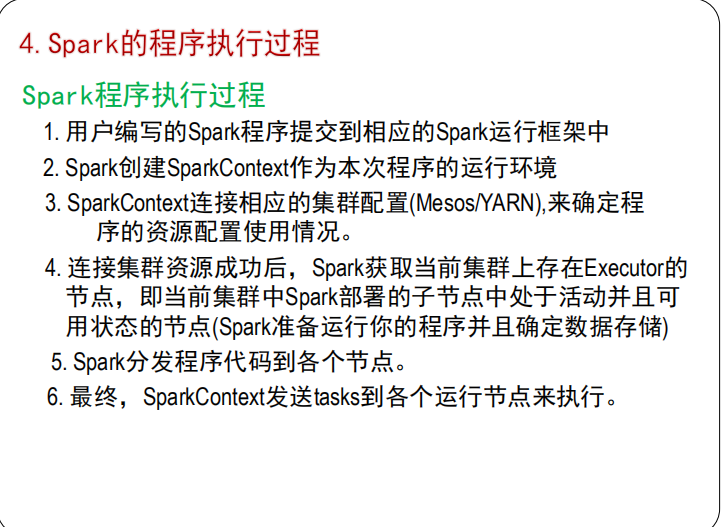 4. Spark的程序执行过程
Spark程序执行过程
1. 用户编写的Spark程序提交到相应的Spark运行框架中
2. Spark创建SparkContext作为本次程序的运行环境
3. SparkContext连接相应的集群配置(Mesos/YARN),来确定程
序的资源配置使用情况。
4. 连接集群资源成功后，Spark获取当前集群上存在Executor的
节点，即当前集群中Spark部署的子节点中处于活动并且可
用状态的节点(Spark准备运行你的程序并且确定数据存储)
5. Spark分发程序代码到各个节点。
6. 最终，SparkContext发送tasks到各个运行节点来执行。